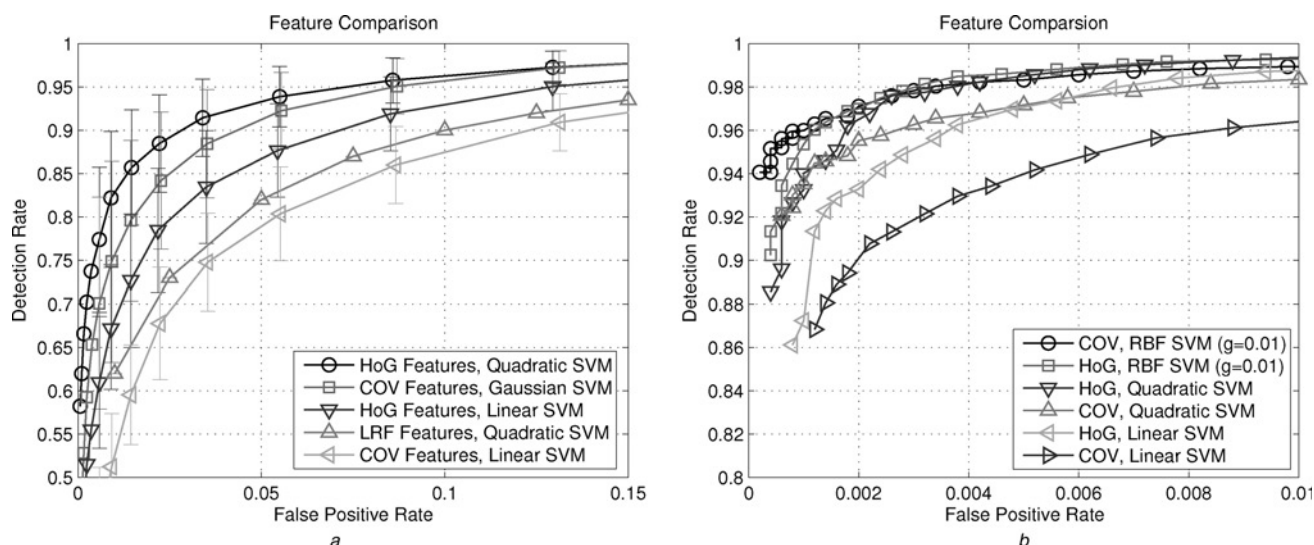 Feature Comparison
Detection Rate
1
0.95
0.9
0.85
0.8
0.75
0.7
0.65
0.6
0.55
0.5
HoG Features, Quadratic SVM
COV Features, Gaussian SVM
HoG Features, Linear SVM
LRF Features, Quadratic SVM
COV Features, Linear SVM
0 0.05 0.1 0.15
False Positive Rate
a
Feature Comparsion
Detection Rate
1
0.98
0.96
0.94
0.92
0.9
0.88
0.86
0.84
0.82
0.8
COV, RBF SVM (g=0.01)
HoG, RBF SVM (g=0.01)
HoG, Quadratic SVM
COV, Quadratic SVM
HoG, Linear SVM
COV, Linear SVM
0 0.002 0.004 0.006 0.008 0.01
False Positive Rate
b